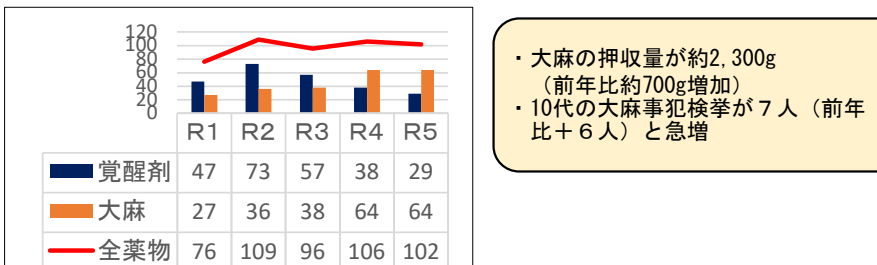 120
100
80
60
40
20
0
R1 R2 R3 R4 R5
覚醒剤 47 73 57 38 29
大麻 27 36 38 64 64
全薬物 76 109 96 106 102
・大麻の押収量が約2,300g
（前年比約700g増加）
・10代の大麻事犯検挙が７人（前年
比＋６人）と急増